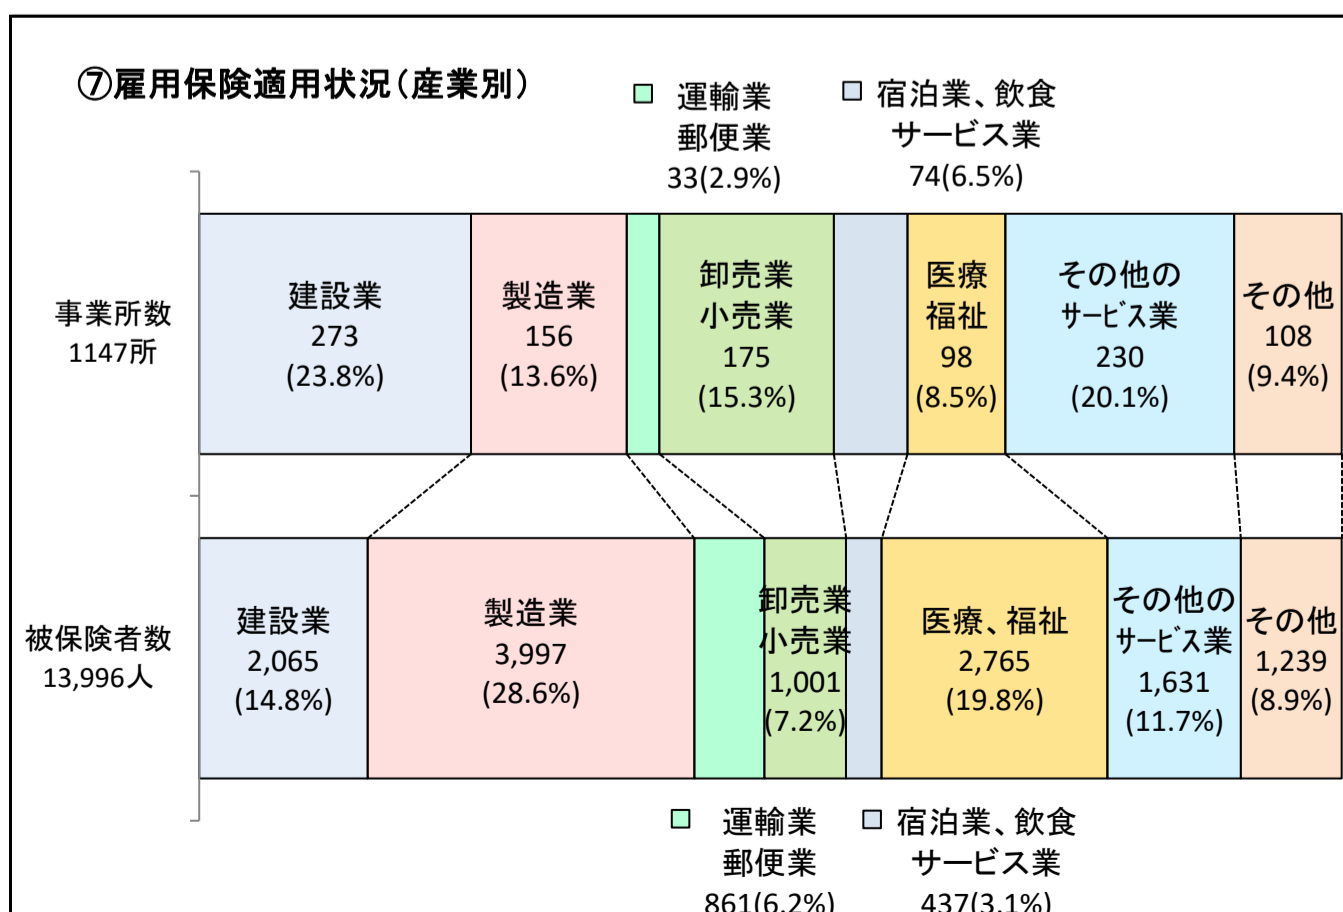 ⑦雇用保険適用状況（産業別）
運輸業
郵便業
33(2.9%)
宿泊業、飲食
サービス業
74(6.5%)
事業所数
1147所
建設業
273
(23.8%)
製造業
156
(13.6%)
卸売業
小売業
175
(15.3%)
医療
福祉
98
(8.5%)
その他の
サービス業
230
(20.1%)
その他
108
(9.4%)
被保険者数
13,996人
建設業
2,065
(14.8%)
製造業
3,997
(28.6%)
卸売業
小売業
1,001
(7.2%)
医療、福祉
2,765
(19.8%)
その他の
サービス業
1,631
(11.7%)
その他
1,239
(8.9%)
運輸業
郵便業
861(6.2%)
宿泊業、飲食
サービス業
437(3.1%)